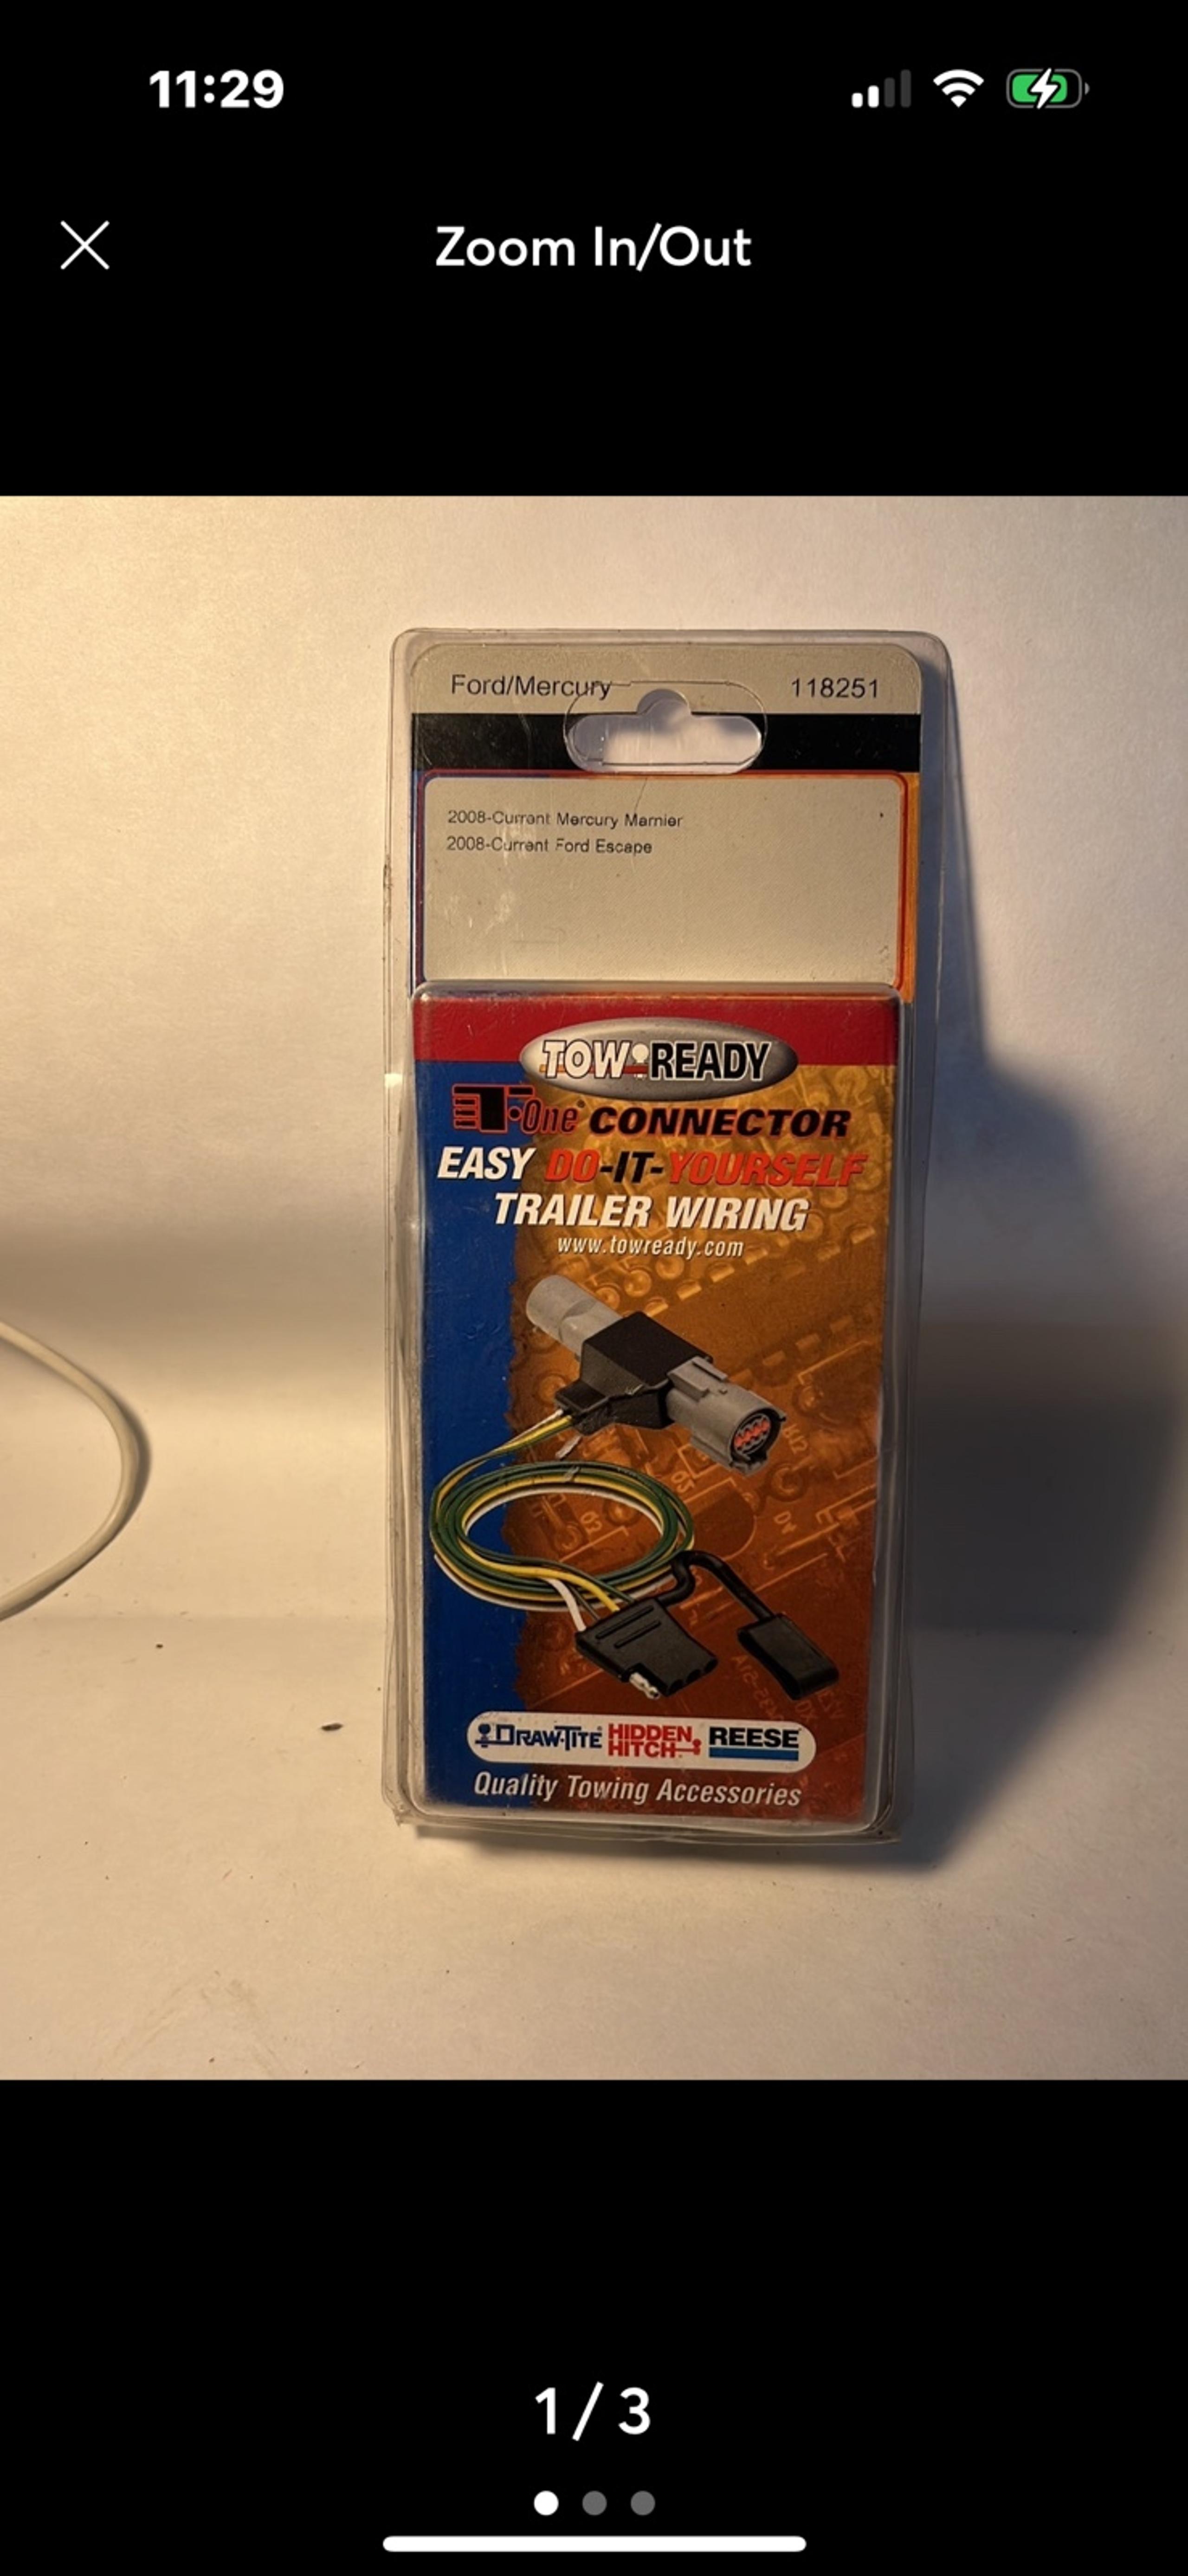 11:29
Zoom In/Out
Ford/Mercury 118251
2008-Current Mercury Marnier
2008-Current Ford Escape
TOW READY
T-One CONNECTOR
EASY DO-IT-YOURSELF
TRAILER WIRING
www.towready.com
DRAW-TITE HIDDEN HITCH REESE
Quality Towing Accessories
1 / 3